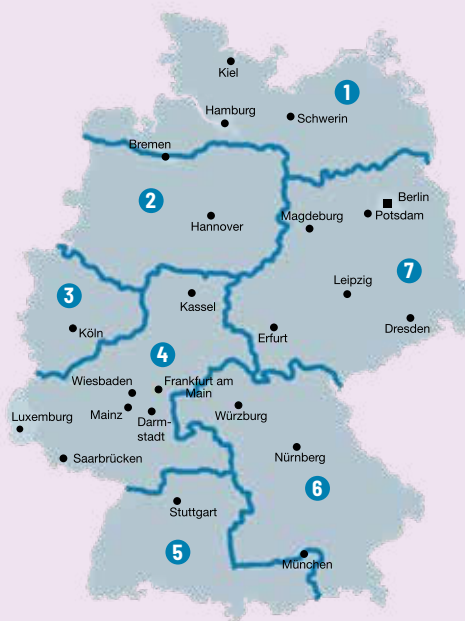 Kiel
1
Hamburg
Schwerin
Bremen
2
Berlin
Magdeburg
Potsdam
Hannover
7
3
Kassel
Leipzig
Köln
Erfurt
Dresden
4
Wiesbaden
Frankfurt am
Main
Mainz
Darm-
stadt
Würzburg
Luxemburg
Saarbrücken
Nürnberg
6
Stuttgart
5
München